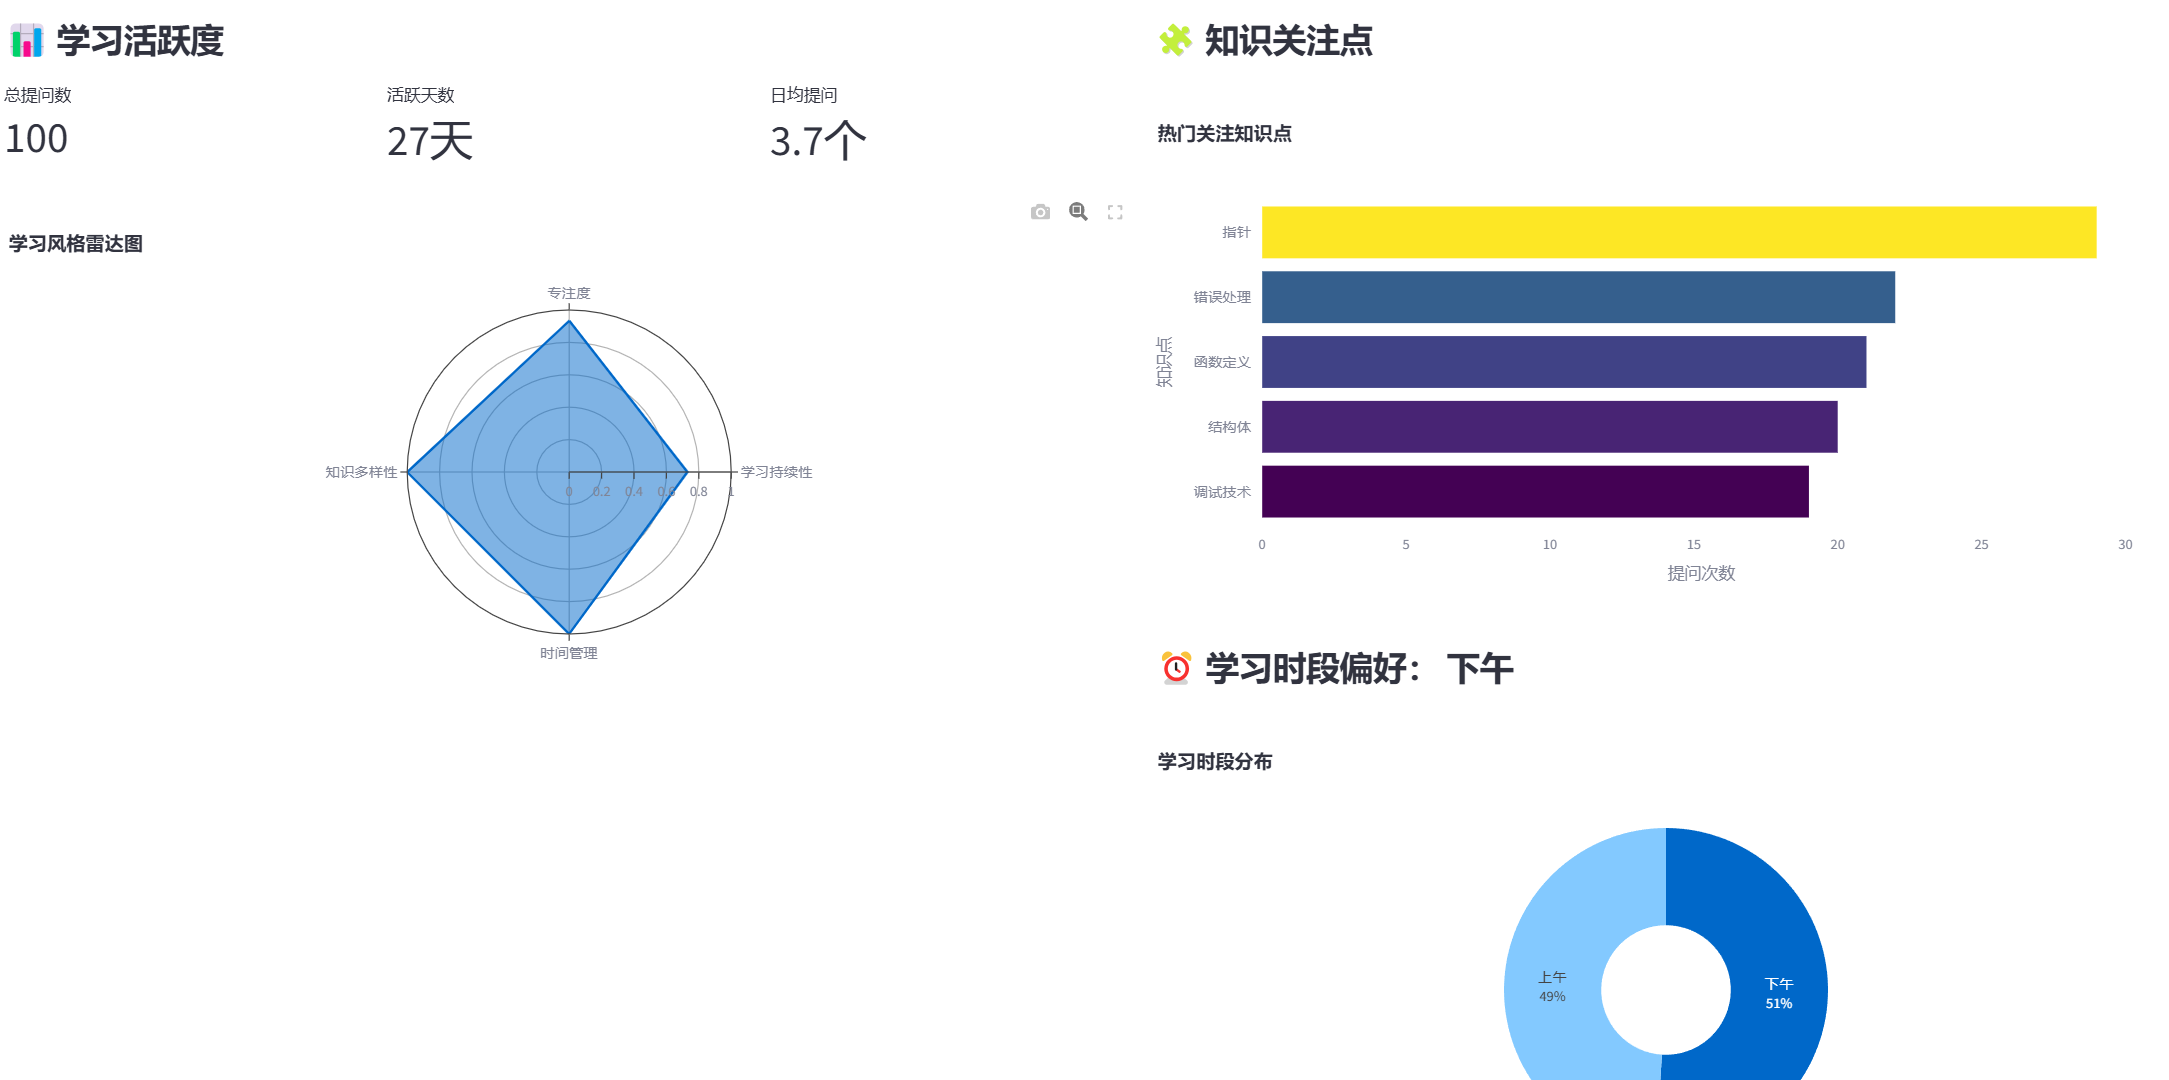 学习活跃度
总提问数
100
活跃天数
27天
日均提问
3.7个
学习风格雷达图
专注度
知识多样性
学习持续性
0 0.2 0.4 0.6 0.8 1
时间管理
知识关注点
热门关注知识点
知识点
指针
错误处理
函数定义
结构体
调试技术
0 5 10 15 20 25 30
提问次数
学习时段偏好： 下午
学习时段分布
上午
49%
下午
51%